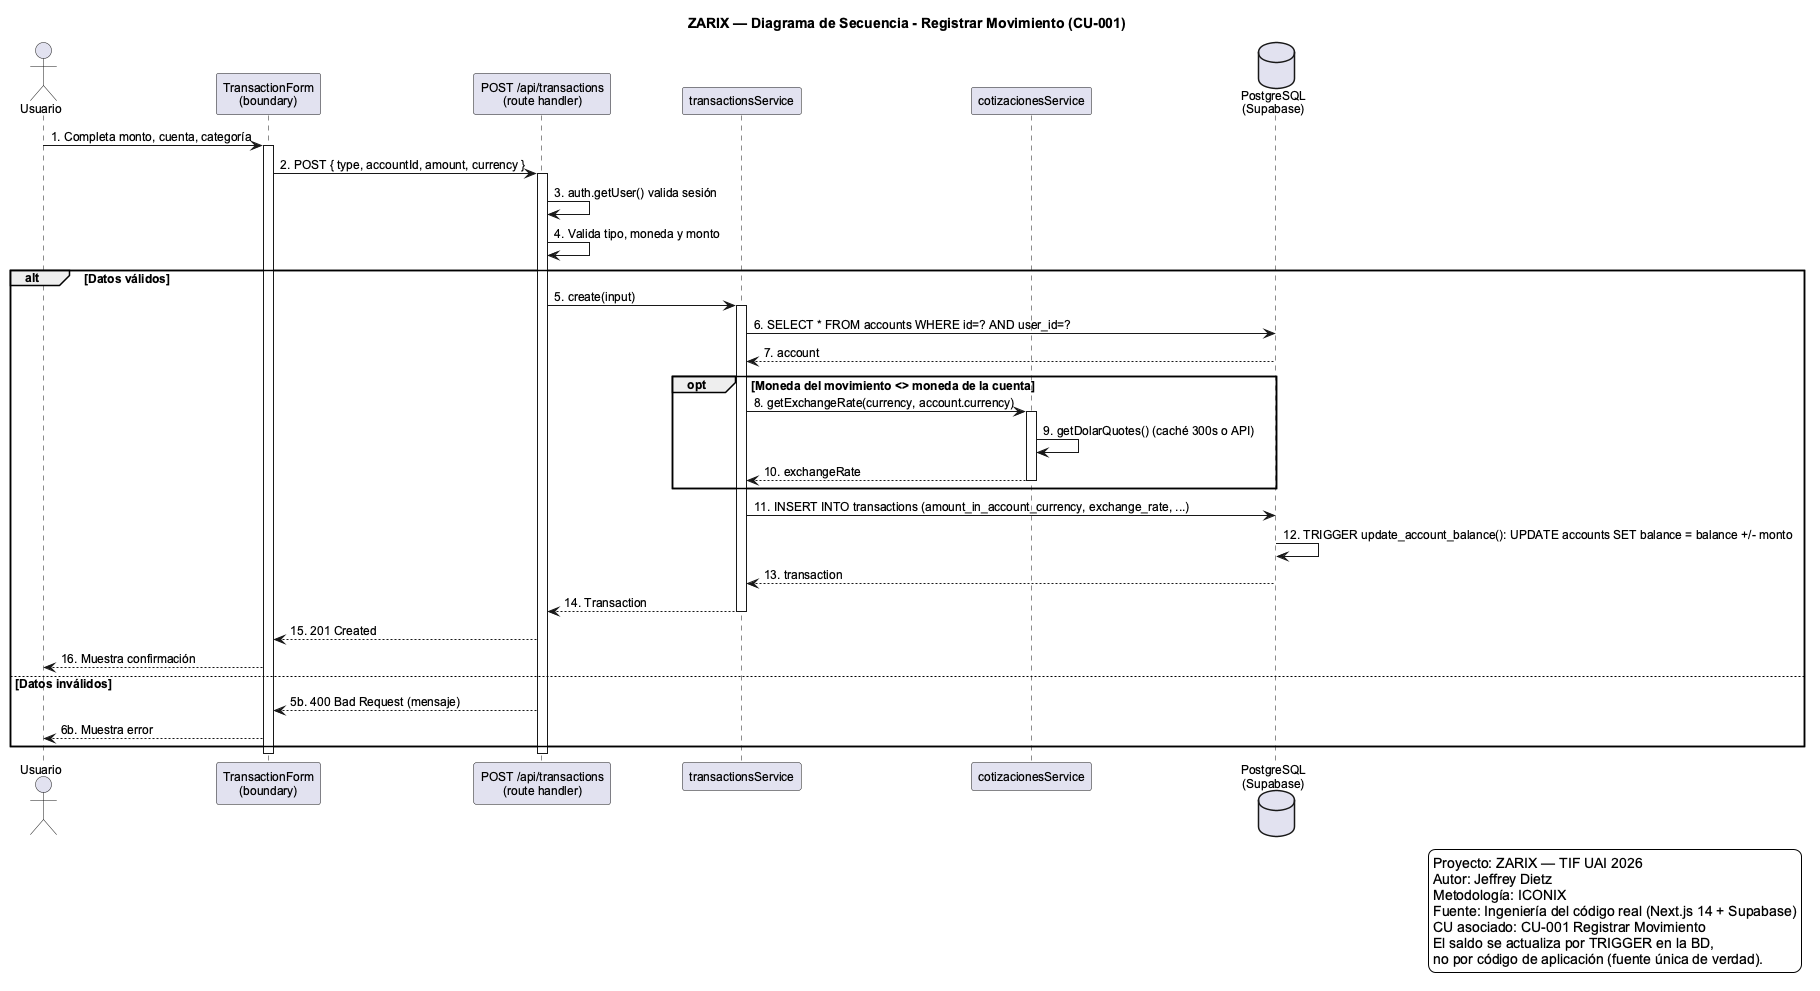 ZARIX — Diagrama de Secuencia - Registrar Movimiento (CU-001)
Usuario
TransactionForm
(boundary)
POST /api/transactions
(route handler)
transactionsService
cotizacionesService
PostgreSQL
(Supabase)
1. Completa monto, cuenta, categoría
2. POST { type, accountId, amount, currency }
3. auth.getUser() valida sesión
4. Valida tipo, moneda y monto
alt
[Datos válidos]
5. create(input)
6. SELECT * FROM accounts WHERE id=? AND user_id=?
7. account
opt
[Moneda del movimiento <> moneda de la cuenta]
8. getExchangeRate(currency, account.currency)
9. getDolarQuotes() (caché 300s o API)
10. exchangeRate
11. INSERT INTO transactions (amount_in_account_currency, exchange_rate, ...)
12. TRIGGER update_account_balance(): UPDATE accounts SET balance = balance +/- monto
13. transaction
14. Transaction
15. 201 Created
16. Muestra confirmación
[Datos inválidos]
5b. 400 Bad Request (mensaje)
6b. Muestra error
Usuario
TransactionForm
(boundary)
POST /api/transactions
(route handler)
transactionsService
cotizacionesService
PostgreSQL
(Supabase)
Proyecto: ZARIX — TIF UAI 2026
Autor: Jeffrey Dietz
Metodología: ICONIX
Fuente: Ingeniería del código real (Next.js 14 + Supabase)
CU asociado: CU-001 Registrar Movimiento
El saldo se actualiza por TRIGGER en la BD,
no por código de aplicación (fuente única de verdad).